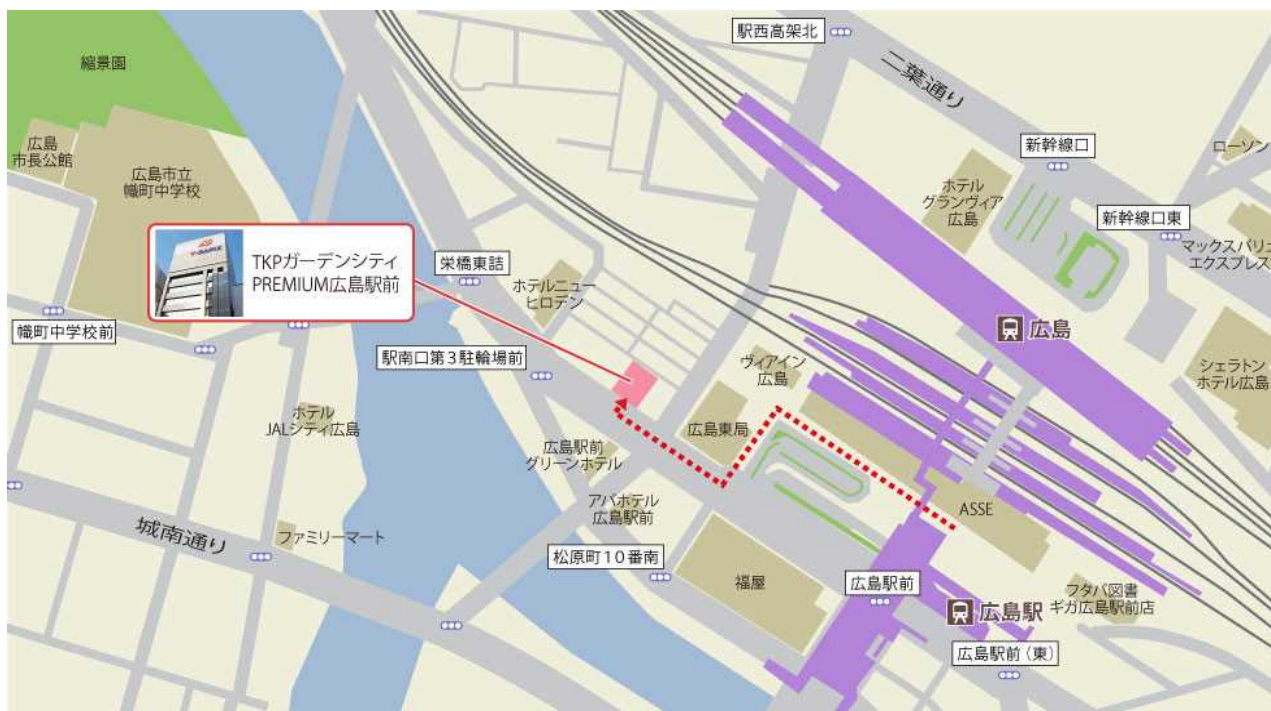 駅西高架北
二葉通り
縮景園
新幹線口
ローソン
広島
市長公館
広島市立
幟町中学校
ホテル
グランヴィア
広島
新幹線口東
マックスバリュ
エクスプレス
TKPガーデンシティ
PREMIUM広島駅前
栄橋東詰
ホテルニュー
ヒロデン
幟町中学校前
広島
駅南口第3駐輪場前
ヴィアイン
広島
シェラトン
ホテル広島
ホテル
JALシティ広島
広島東局
広島駅前
グリーンホテル
アパホテル
広島駅前
ASSE
城南通り
ファミリーマート
松原町10番南
福屋
広島駅前
フタバ図書
ギガ広島駅前店
広島駅
広島駅前(東)